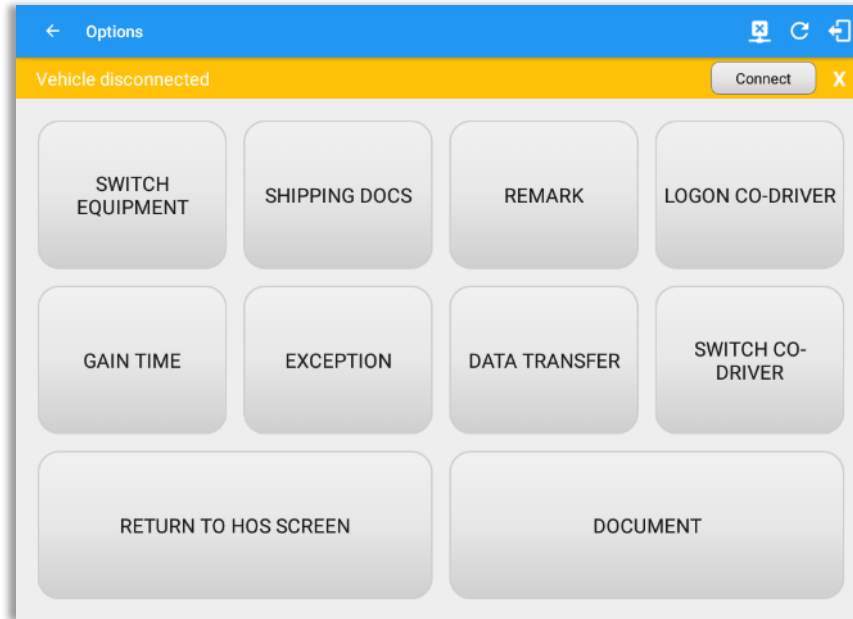 Options
Vehicle disconnected
Connect
X
SWITCH
EQUIPMENT
SHIPPING DOCS
REMARK
LOGON CO-DRIVER
GAIN TIME
EXCEPTION
DATA TRANSFER
SWITCH CO-
DRIVER
RETURN TO HOS SCREEN
DOCUMENT